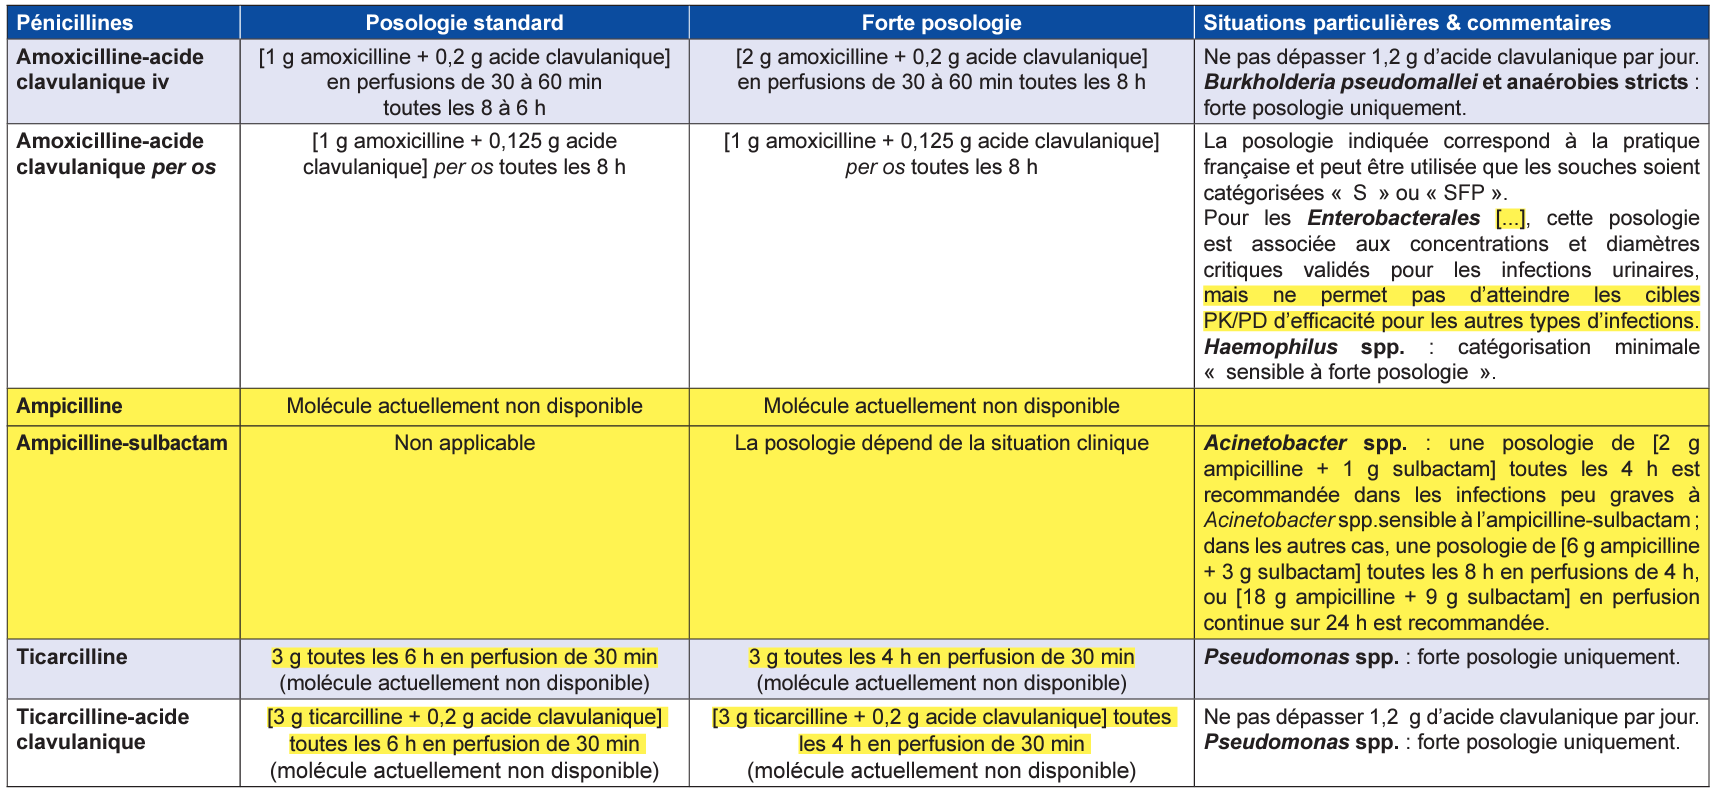 Pénicillines
Posologie standard
Forte posologie
Situations particulières & commentaires
Amoxicilline-acide
clavulanique iv
[1 g amoxicilline + 0,2 g acide clavulanique]
en perfusions de 30 à 60 min
toutes les 8 à 6 h
[2 g amoxicilline + 0,2 g acide clavulanique]
en perfusions de 30 à 60 min toutes les 8 h
Ne pas dépasser 1,2 g d’acide clavulanique par jour.
Burkholderia pseudomallei et anaérobies stricts :
forte posologie uniquement.
Amoxicilline-acide
clavulanique per os
[1 g amoxicilline + 0,125 g acide
clavulanique] per os toutes les 8 h
[1 g amoxicilline + 0,125 g acide clavulanique]
per os toutes les 8 h
La posologie indiquée correspond à la pratique
française et peut être utilisée que les souches soient
catégorisées « S » ou « SFP ».
Pour les Enterobacterales [...], cette posologie
est associée aux concentrations et diamètres
critiques validés pour les infections urinaires,
mais ne permet pas d’atteindre les cibles
PK/PD d’efficacité pour les autres types d’infections.
Haemophilus spp. : catégorisation minimale
« sensible à forte posologie ».
Ampicilline
Molécule actuellement non disponible
Molécule actuellement non disponible
Ampicilline-sulbactam
Non applicable
La posologie dépend de la situation clinique
Acinetobacter spp. : une posologie de [2 g
ampicilline + 1 g sulbactam] toutes les 4 h est
recommandée dans les infections peu graves à
Acinetobacter spp.sensible à l’ampicilline-sulbactam ;
dans les autres cas, une posologie de [6 g ampicilline
+ 3 g sulbactam] toutes les 8 h en perfusions de 4 h,
ou [18 g ampicilline + 9 g sulbactam] en perfusion
continue sur 24 h est recommandée.
Ticarcilline
3 g toutes les 6 h en perfusion de 30 min
(molécule actuellement non disponible)
3 g toutes les 4 h en perfusion de 30 min
(molécule actuellement non disponible)
Pseudomonas spp. : forte posologie uniquement.
Ticarcilline-acide
clavulanique
[3 g ticarcilline + 0,2 g acide clavulanique]
toutes les 6 h en perfusion de 30 min
(molécule actuellement non disponible)
[3 g ticarcilline + 0,2 g acide clavulanique] toutes
les 4 h en perfusion de 30 min
(molécule actuellement non disponible)
Ne pas dépasser 1,2 g d’acide clavulanique par jour.
Pseudomonas spp. : forte posologie uniquement.